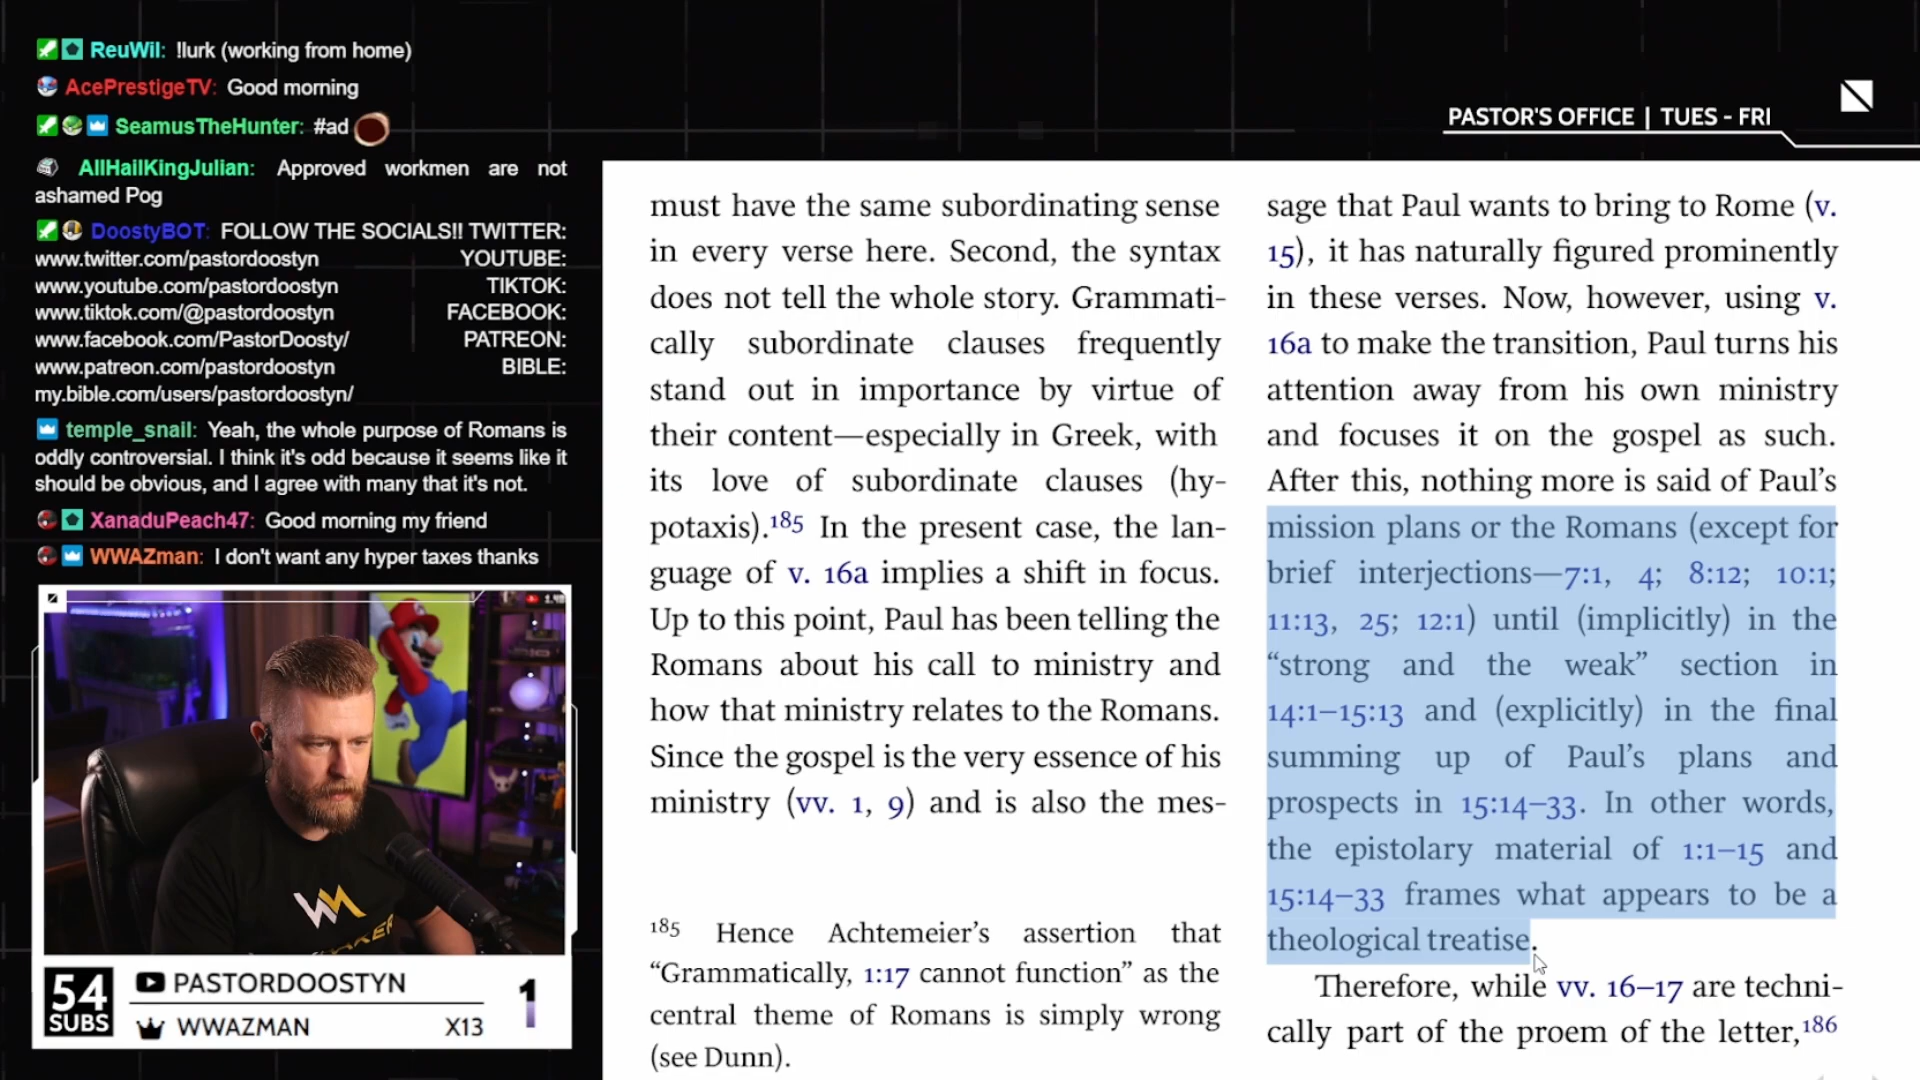 ReuWil: !lurk (working from home)
AcePrestigeTV: Good morning
SeamusTheHunter: #ad
AllHailKingJulian: Approved workmen are not
ashamed Pog
DoostyBOT: FOLLOW THE SOCIALS!! TWITTER:
www.twitter.com/pastordoostyn YOUTUBE:
www.youtube.com/pastordoostyn TIKTOK:
www.tiktok.com/@pastordoostyn FACEBOOK:
www.facebook.com/PastorDoosty/ PATREON:
www.patreon.com/pastordoostyn BIBLE:
my.bible.com/users/pastordoostyn/
temple_snail: Yeah, the whole purpose of Romans is
oddly controversial. I think it's odd because it seems like it
should be obvious, and I agree with many that it's not.
XanaduPeach47: Good morning my friend
WWAZman: I don't want any hyper taxes thanks
54
SUBS
PASTORDOOSTYN
WWAZMAN X13
1
PASTOR'S OFFICE | TUES - FRI
must have the same subordinating sense
in every verse here. Second, the syntax
does not tell the whole story. Grammati-
cally subordinate clauses frequently
stand out in importance by virtue of
their content—especially in Greek, with
its love of subordinate clauses (hy-
potaxis).185 In the present case, the lan-
guage of v. 16a implies a shift in focus.
Up to this point, Paul has been telling the
Romans about his call to ministry and
how that ministry relates to the Romans.
Since the gospel is the very essence of his
ministry (vv. 1, 9) and is also the mes-
185 Hence Achtemeier's assertion that
“Grammatically, 1:17 cannot function” as the
central theme of Romans is simply wrong
(see Dunn).
sage that Paul wants to bring to Rome (v.
15), it has naturally figured prominently
in these verses. Now, however, using v.
16a to make the transition, Paul turns his
attention away from his own ministry
and focuses it on the gospel as such.
After this, nothing more is said of Paul's
mission plans or the Romans (except for
brief interjections—7:1, 4; 8:12; 10:1;
11:13, 25; 12:1) until (implicitly) in the
“strong and the weak” section in
14:1–15:13 and (explicitly) in the final
summing up of Paul's plans and
prospects in 15:14–33. In other words,
the epistolary material of 1:1–15 and
15:14–33 frames what appears to be a
theological treatise.
Therefore, while vv. 16–17 are techni-
cally part of the proem of the letter,186